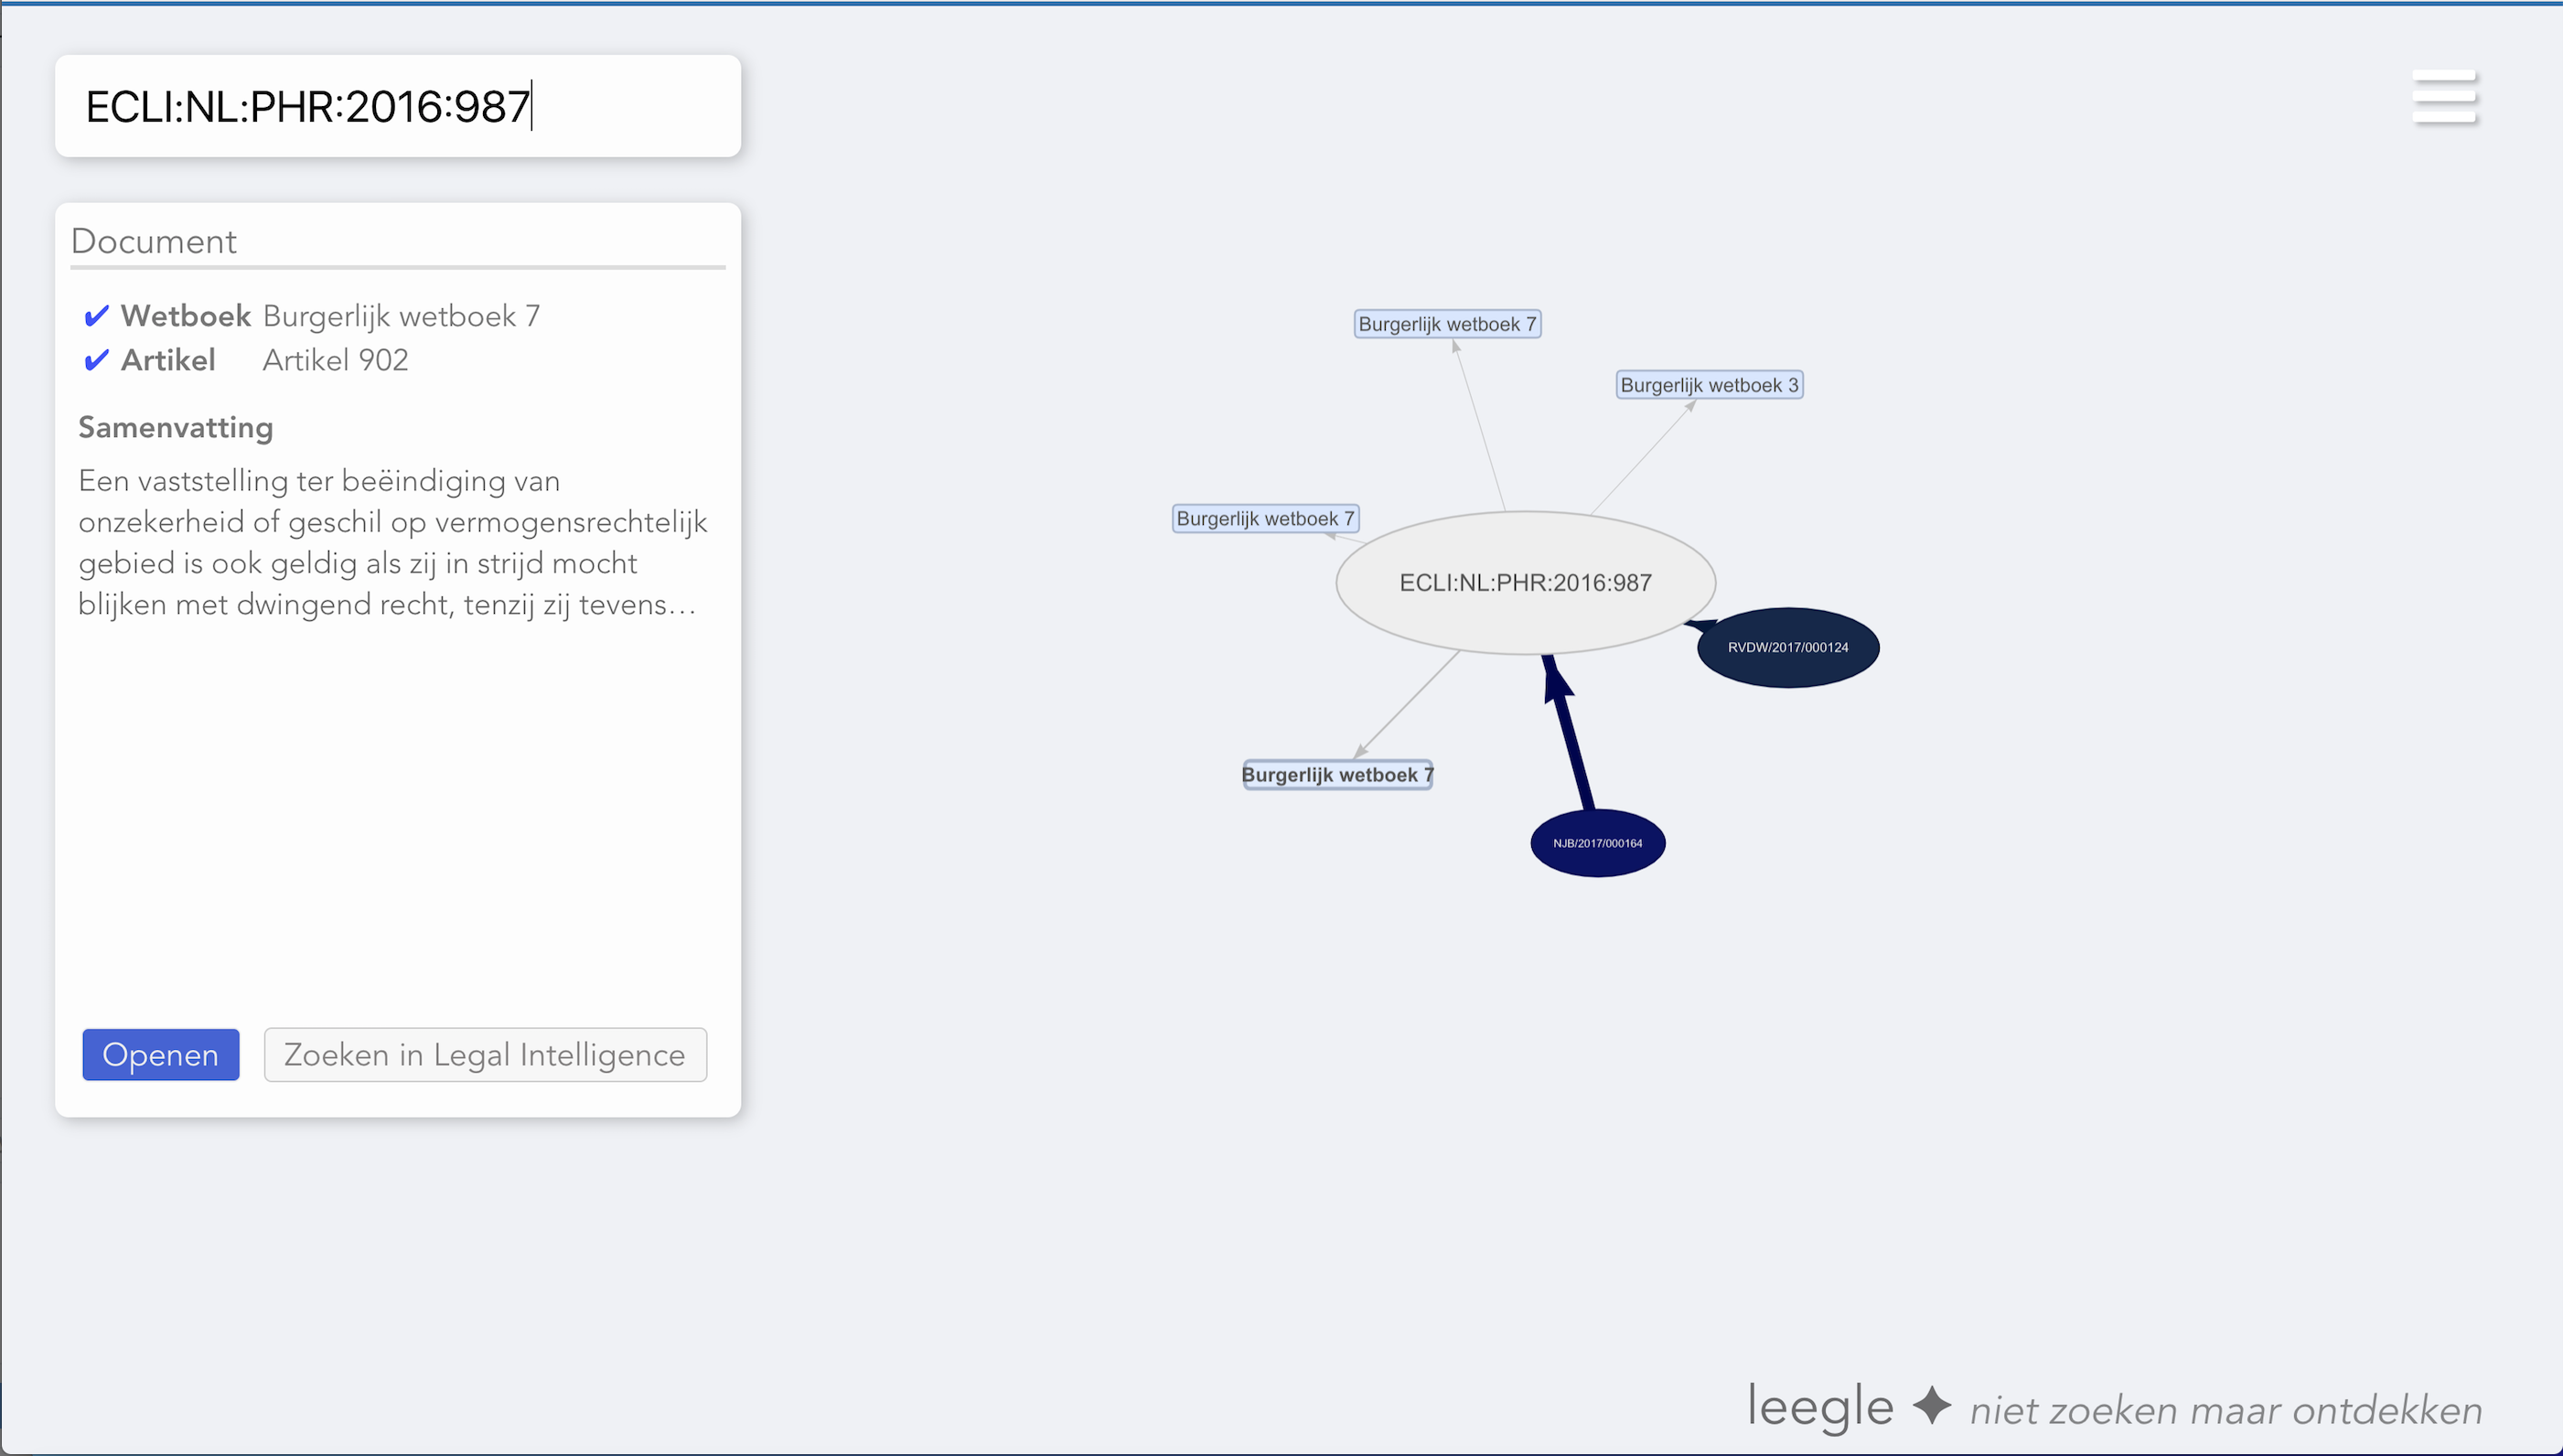 ECLI:NL:PHR:2016:987
Document
✔ Wetboek Burgerlijk wetboek 7
✔ Artikel Artikel 902
Samenvatting
Een vaststelling ter beëindiging van
onzekerheid of geschil op vermogensrechtelijk
gebied is ook geldig als zij in strijd mocht
blijken met dwingend recht, tenzij zij tevens...
Openen
Zoeken in Legal Intelligence
Burgerlijk wetboek 7
Burgerlijk wetboek 3
Burgerlijk wetboek 7
ECLI:NL:PHR:2016:987
RVDW/2017/000124
Burgerlijk wetboek 7
NJB/2017/000164
leegle ✦ niet zoeken maar ontdekken